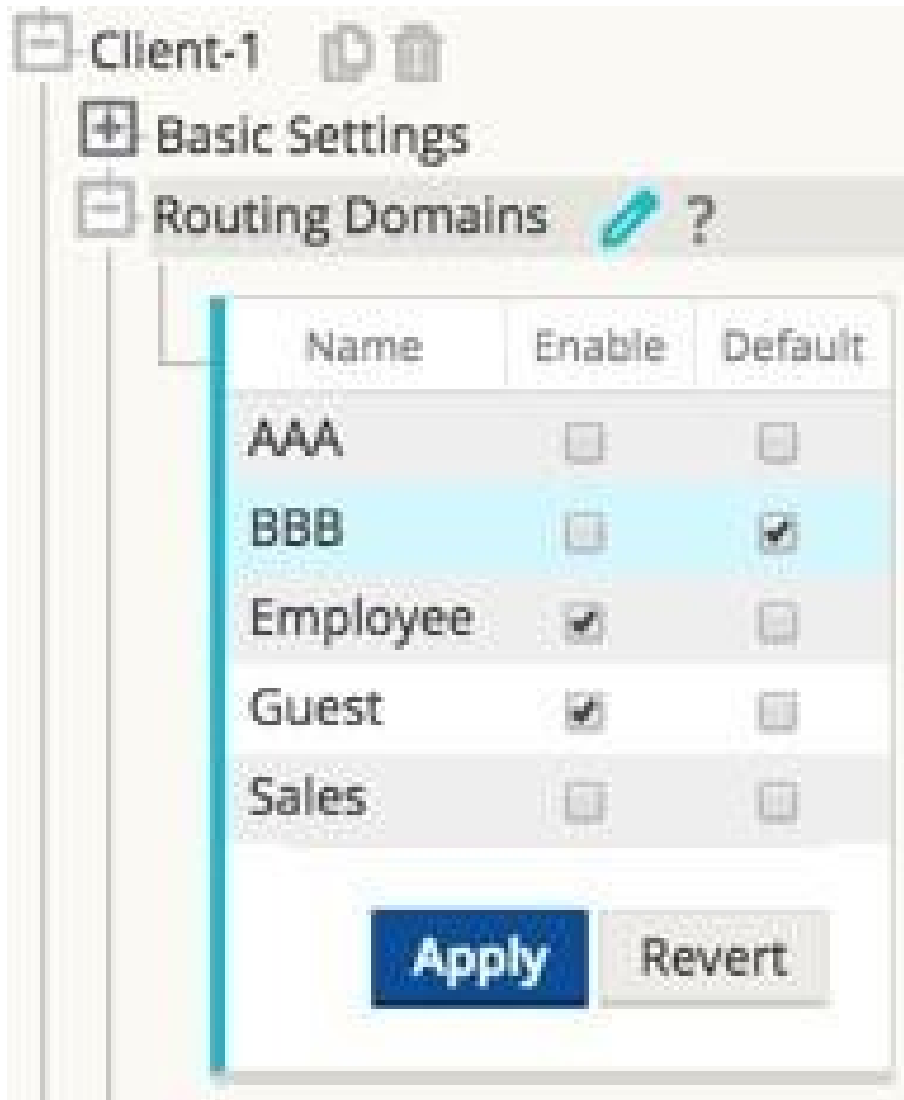 Client-1
Basic Settings
Routing Domains ?
Name Enable Default
AAA
BBB
Employee
Guest
Sales
Apply Revert